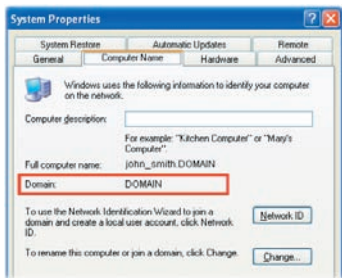 System Properties
System Restore Automatic Updates Remote
General Computer Name Hardware Advanced
Windows uses the following information to identify your computer
on the network.
Computer description:
For example: "Kitchen Computer" or "Mary's
Computer".
Full computer name: john_smith.DOMAIN
Domain: DOMAIN
To use the Network Identification Wizard to join a
domain and create a local user account, click Network
ID.
Network ID
To rename this computer or join a domain, click Change.
Change...